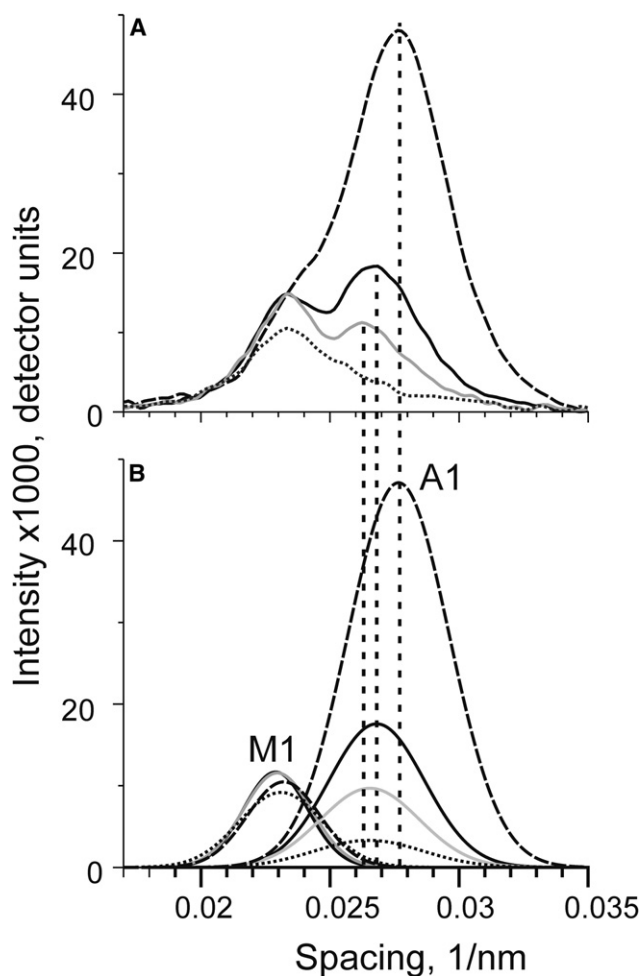 A
40
20
0
B
A1
40
M1
20
0
0.02
0.025
0.03
0.035
Intensity x1000, detector units
Spacing, 1/nm